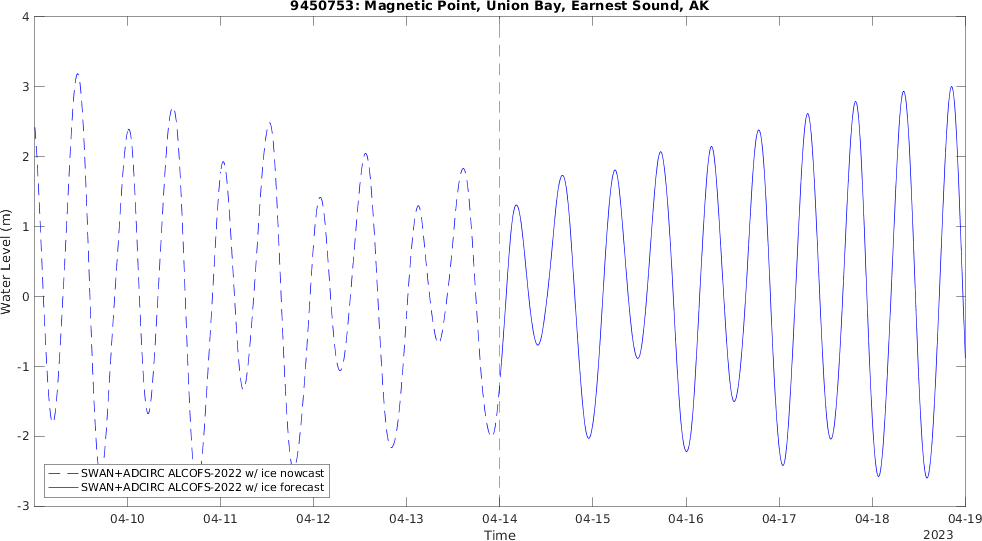 9450753: Magnetic Point, Union Bay, Earnest Sound, AK
Water Level (m)
4
3
2
1
0
-1
-2
-3
SWAN+ADCIRC ALCOFS-2022 w/ ice nowcast
SWAN+ADCIRC ALCOFS-2022 w/ ice forecast
04-10 04-11 04-12 04-13 04-14 04-15 04-16 04-17 04-18 04-19
Time
2023